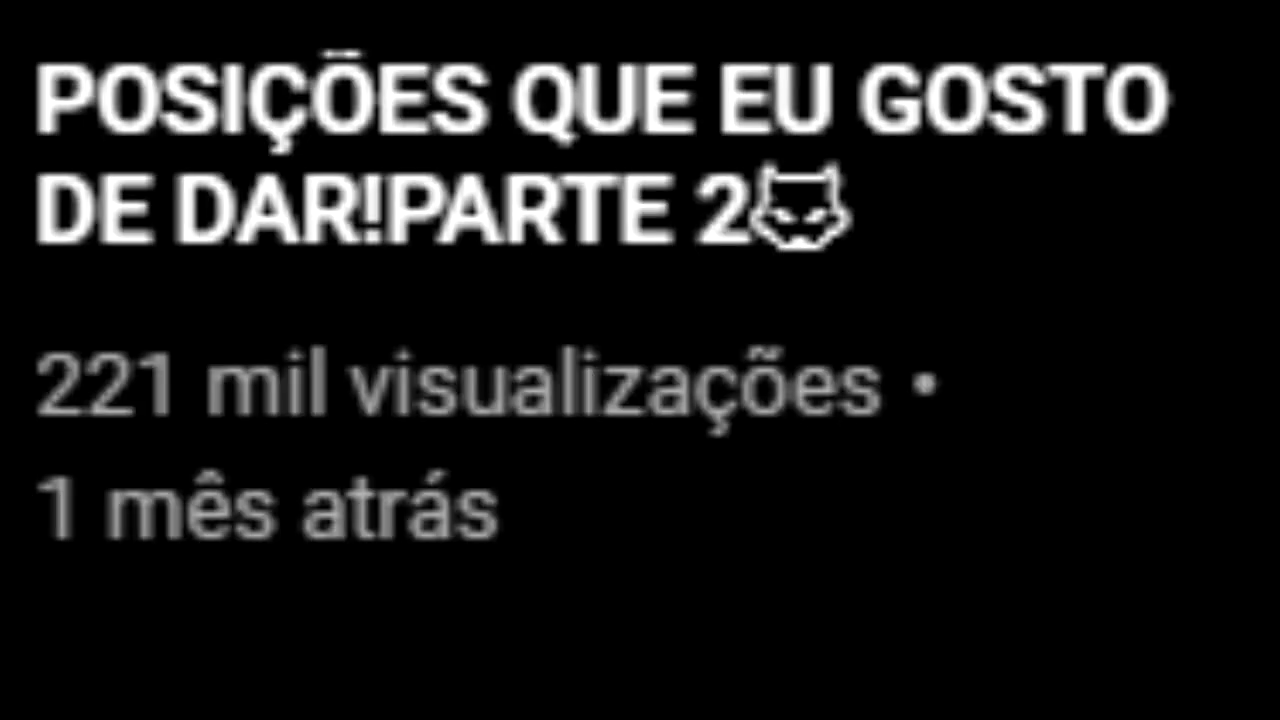 POSIÇÕES QUE EU GOSTO
DE DAR!PARTE 2
221 mil visualizações •
1 mês atrás